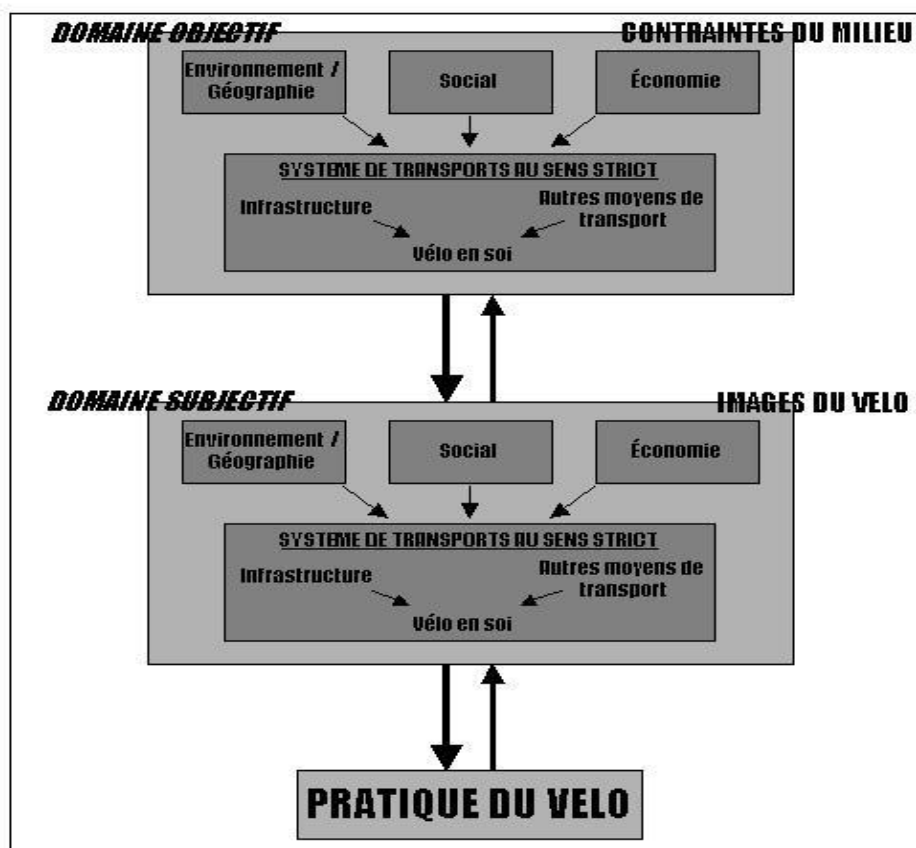 DOMAINE OBJECTIF
CONTRAINTES DU MILIEU
Environnement /
Géographie
Social
Économie
SYSTEME DE TRANSPORTS AU SENS STRICT
Infrastructure
Autres moyens de
transport
Vélo en soi
DOMAINE SUBJECTIF
IMAGES DU VELO
Environnement /
Géographie
Social
Économie
SYSTEME DE TRANSPORTS AU SENS STRICT
Infrastructure
Autres moyens de
transport
Vélo en soi
PRATIQUE DU VELO